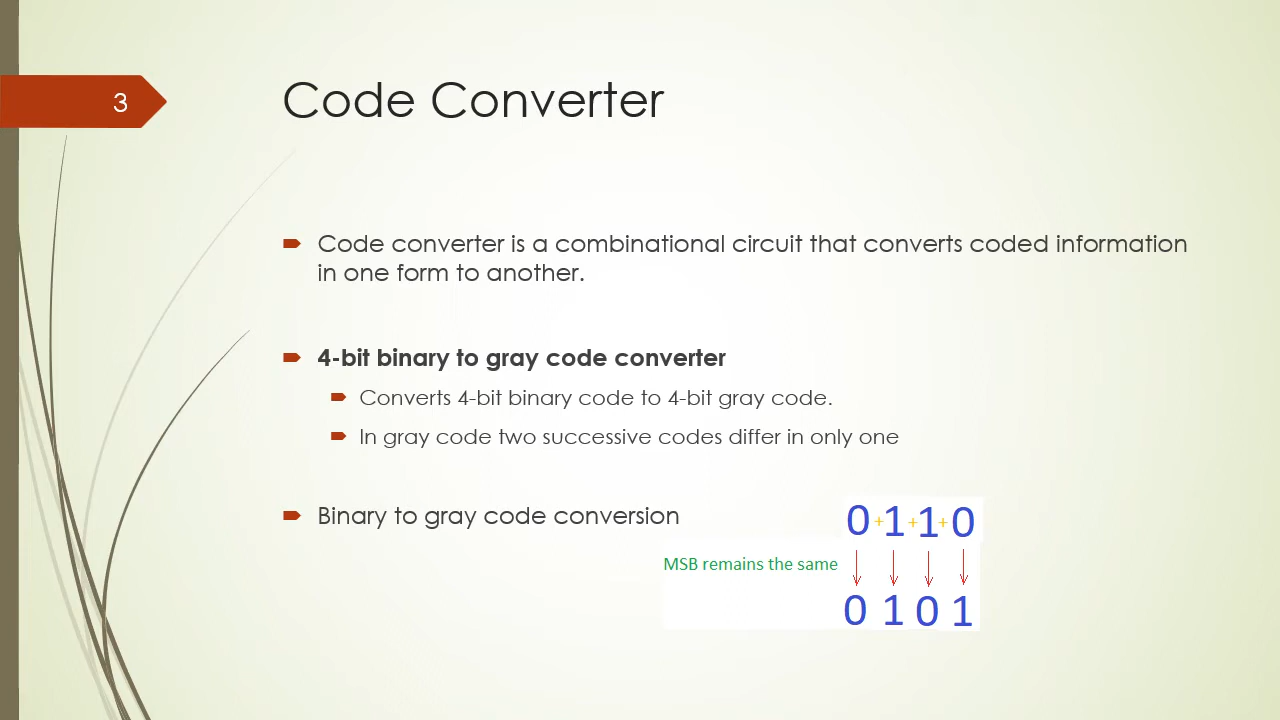 3
Code Converter
Code converter is a combinational circuit that converts coded information
in one form to another.
4-bit binary to gray code converter
Converts 4-bit binary code to 4-bit gray code.
In gray code two successive codes differ in only one
Binary to gray code conversion
0+1+1+0
MSB remains the same
0 1 0 1